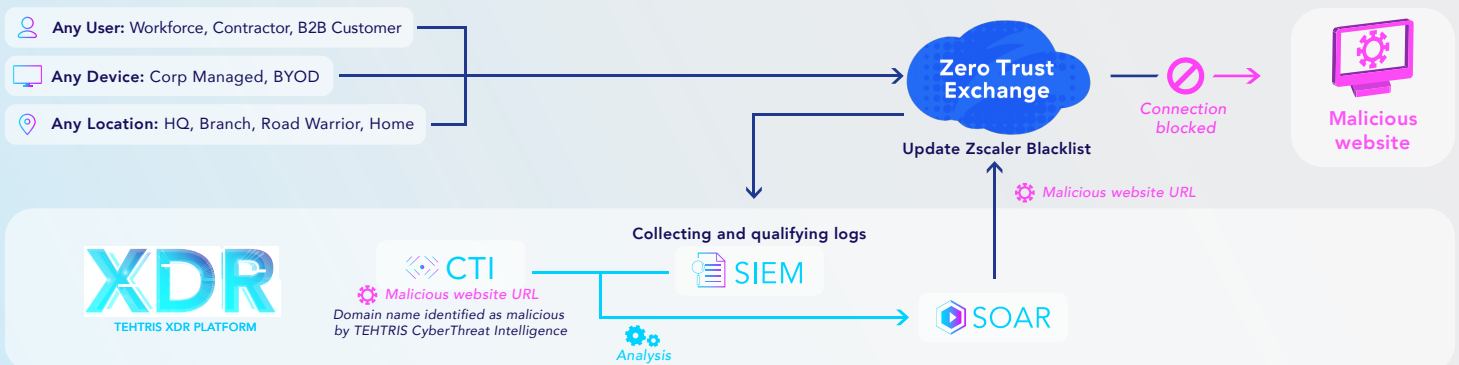 Any User: Workforce, Contractor, B2B Customer
Any Device: Corp Managed, BYOD
Any Location: HQ, Branch, Road Warrior, Home
Zero Trust
Exchange
Update Zscaler Blacklist
Connection
blocked
Malicious
website
Malicious website URL
XDR
TEHTRIS XDR PLATFORM
CTI
Malicious website URL
Domain name identified as malicious
by TEHTRIS CyberThreat Intelligence
Collecting and qualifying logs
SIEM
Analysis
SOAR